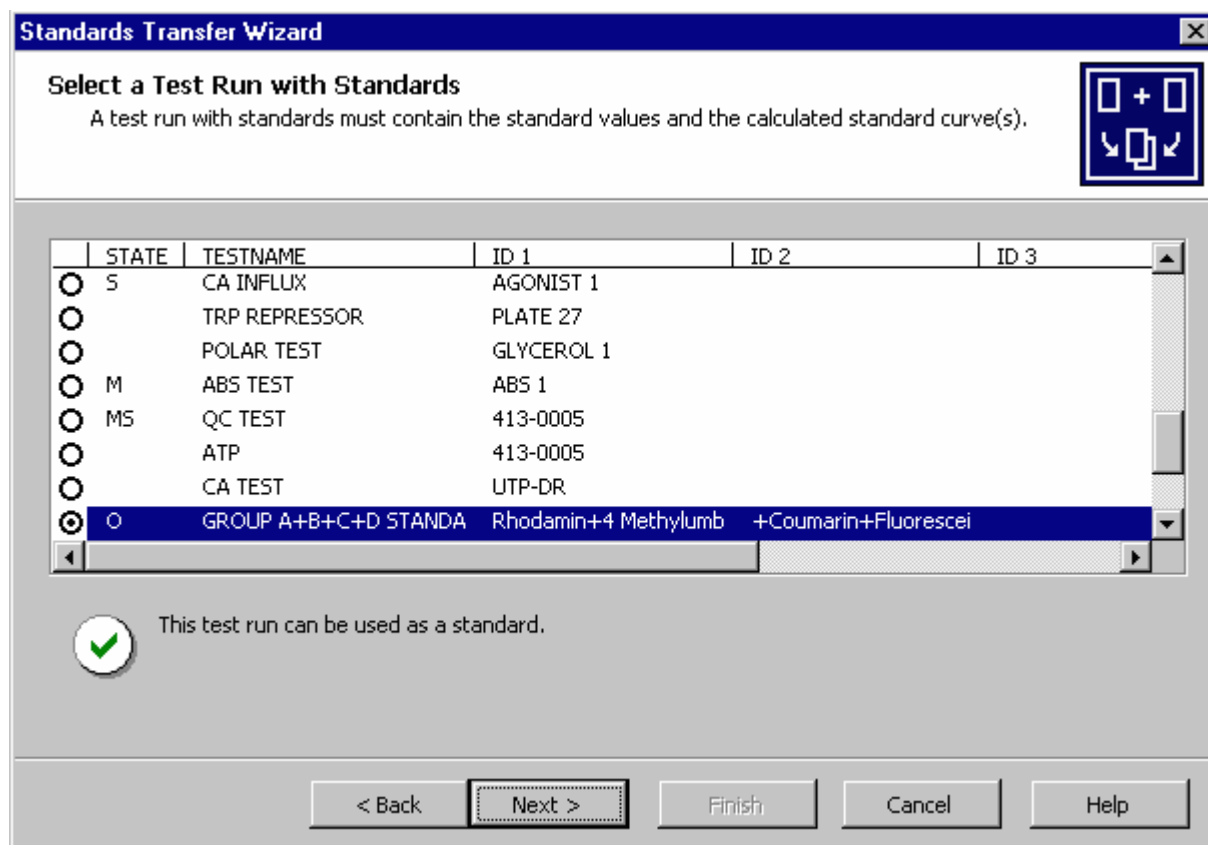 Standards Transfer Wizard
Select a Test Run with Standards
A test run with standards must contain the standard values and the calculated standard curve(s).
STATE TESTNAME ID 1 ID 2 ID 3
S CA INFLUX AGONIST 1
TRP REPRESSOR PLATE 27
POLAR TEST GLYCEROL 1
M ABS TEST ABS 1
MS QC TEST 413-0005
ATP 413-0005
CA TEST UTP-DR
O GROUP A+B+C+D STANDA Rhodamin+4 Methylumb +Coumarin+Fluorescei
This test run can be used as a standard.
< Back Next > Finish Cancel Help